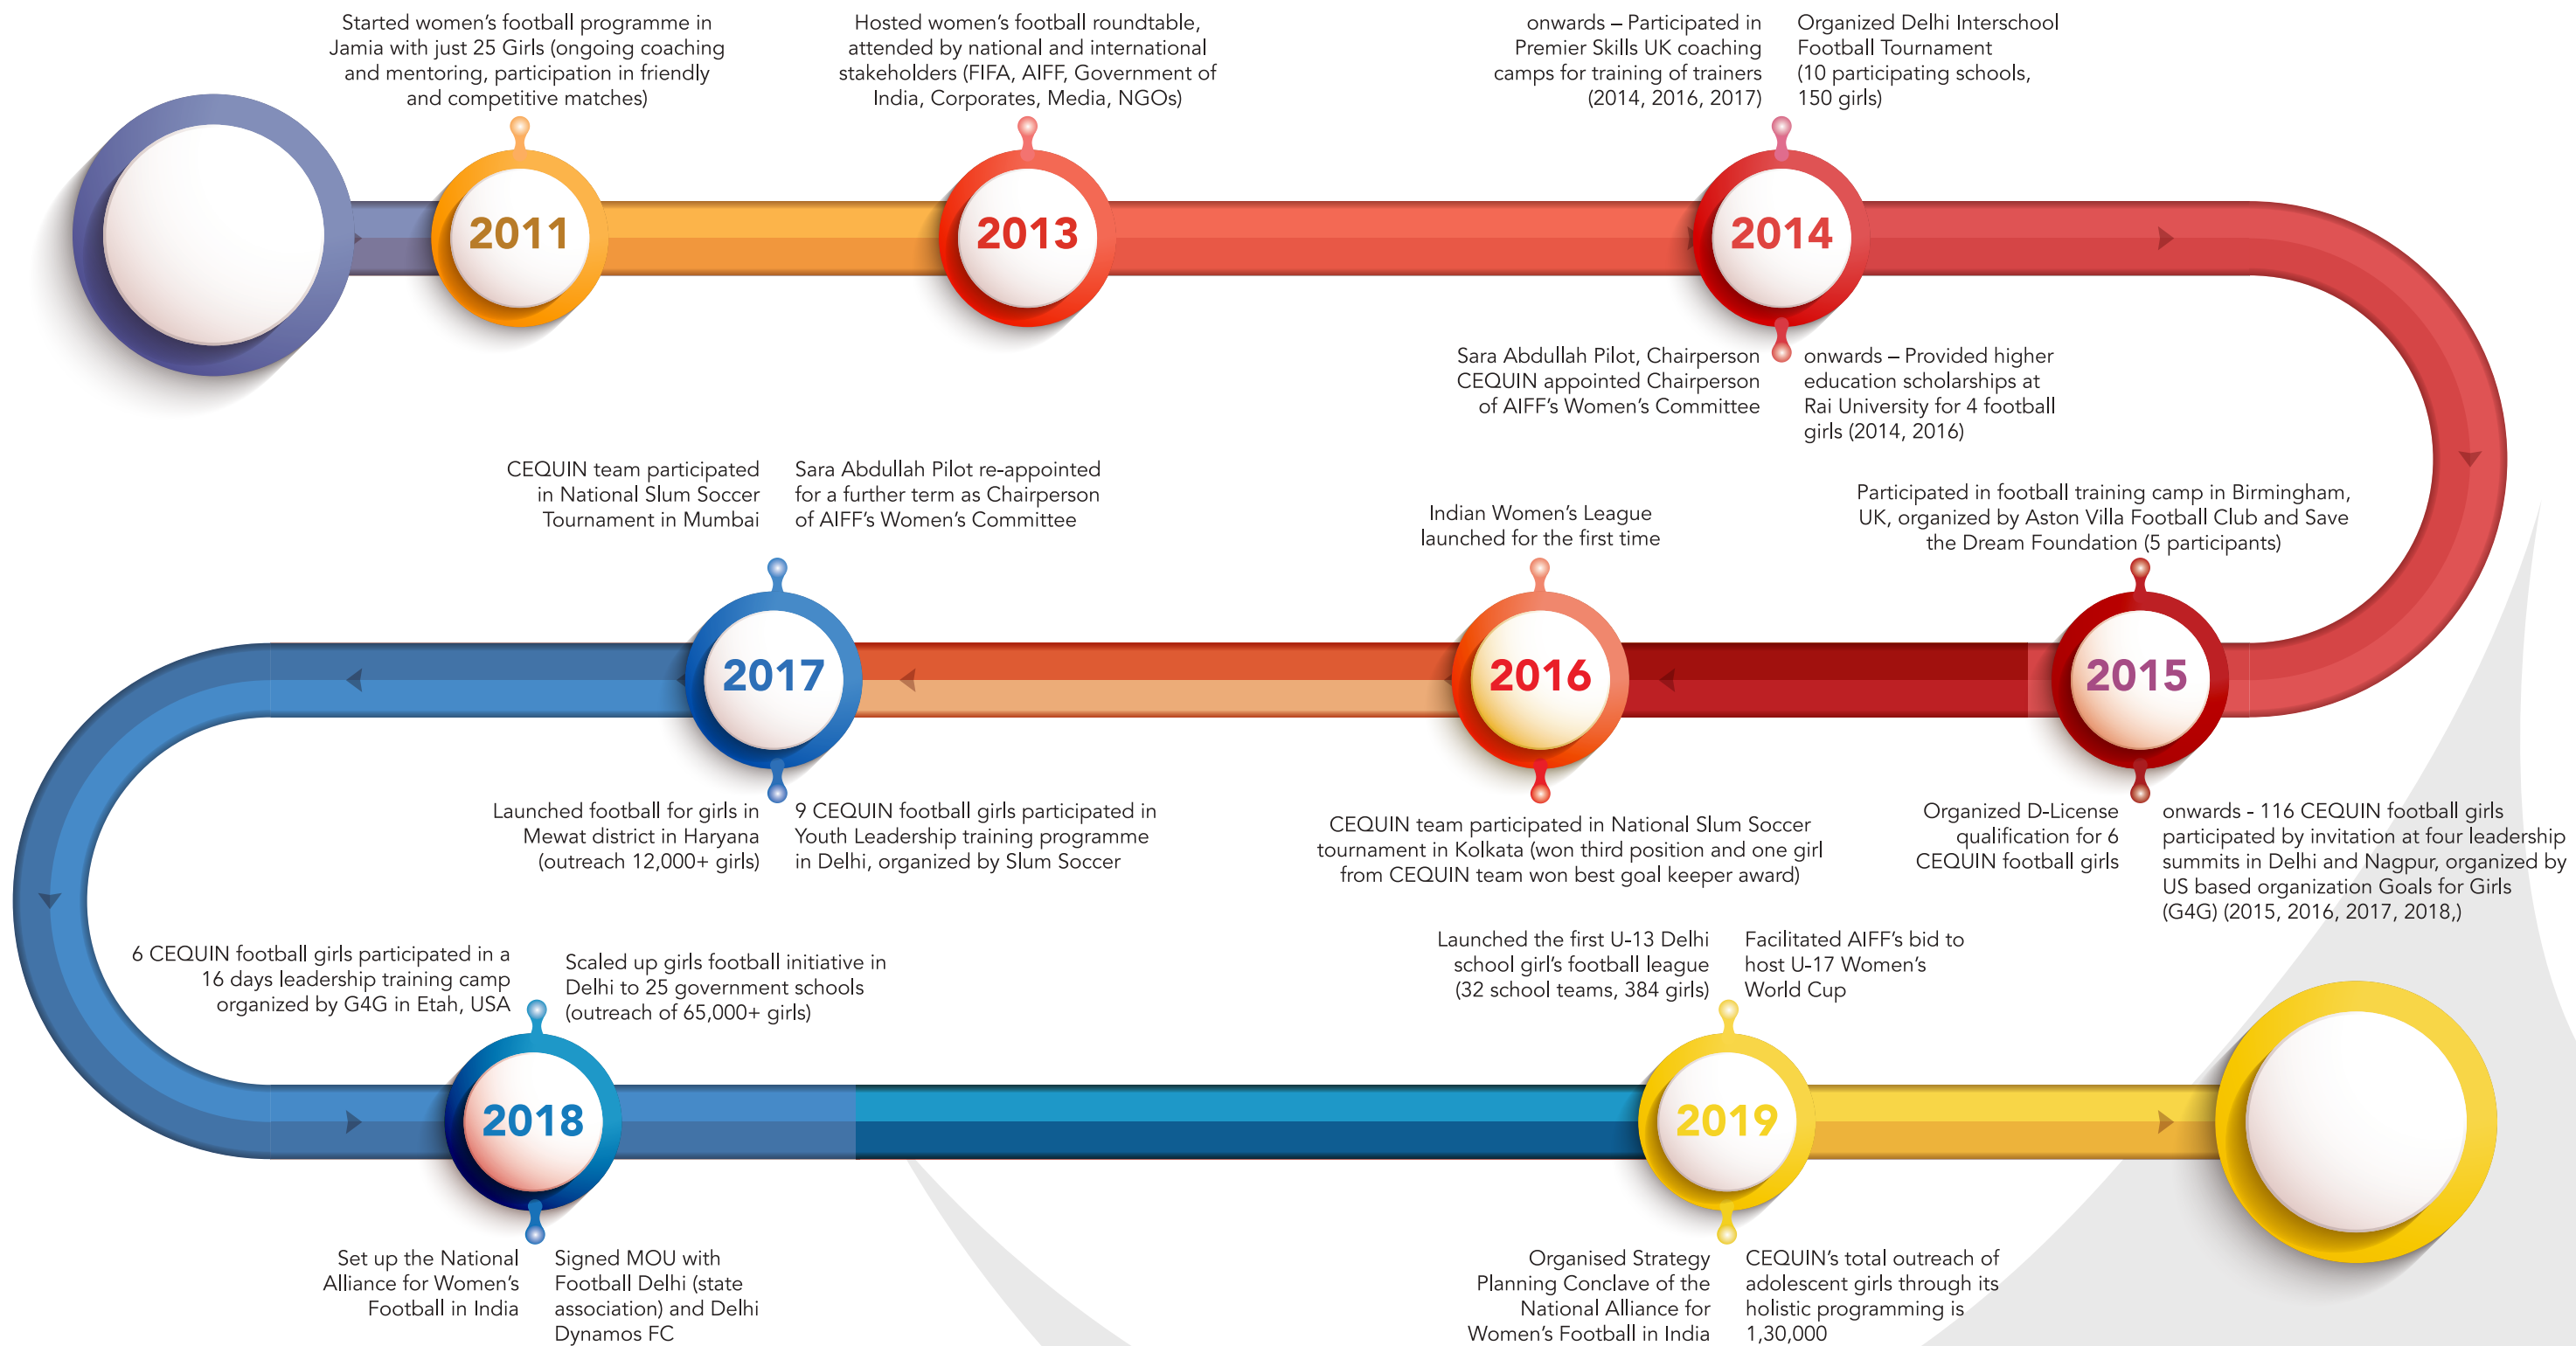 Started women's football programme in
Jamia with just 25 Girls (ongoing coaching
and mentoring, participation in friendly
and competitive matches)
2011
Hosted women's football roundtable,
attended by national and international
stakeholders (FIFA, AIFF, Government of
India, Corporates, Media, NGOs)
2013
onwards – Participated in
Premier Skills UK coaching
camps for training of trainers
(2014, 2016, 2017)
Organized Delhi Interschool
Football Tournament
(10 participating schools,
150 girls)
2014
Sara Abdullah Pilot, Chairperson
CEQUIN appointed Chairperson
of AIFF's Women's Committee
onwards – Provided higher
education scholarships at
Rai University for 4 football
girls (2014, 2016)
Participated in football training camp in Birmingham,
UK, organized by Aston Villa Football Club and Save
the Dream Foundation (5 participants)
2015
Organized D-License
qualification for 6
CEQUIN football girls
onwards - 116 CEQUIN football girls
participated by invitation at four leadership
summits in Delhi and Nagpur, organized by
US based organization Goals for Girls
(G4G) (2015, 2016, 2017, 2018,)
Indian Women's League
launched for the first time
2016
CEQUIN team participated in National Slum Soccer
tournament in Kolkata (won third position and one girl
from CEQUIN team won best goal keeper award)
CEQUIN team participated
in National Slum Soccer
Tournament in Mumbai
Sara Abdullah Pilot re-appointed
for a further term as Chairperson
of AIFF's Women's Committee
2017
Launched football for girls in
Mewat district in Haryana
(outreach 12,000+ girls)
9 CEQUIN football girls participated in
Youth Leadership training programme
in Delhi, organized by Slum Soccer
6 CEQUIN football girls participated in a
16 days leadership training camp
organized by G4G in Etah, USA
Scaled up girls football initiative in
Delhi to 25 government schools
(outreach of 65,000+ girls)
2018
Set up the National
Alliance for Women's
Football in India
Signed MOU with
Football Delhi (state
association) and Delhi
Dynamos FC
Launched the first U-13 Delhi
school girl's football league
(32 school teams, 384 girls)
Facilitated AIFF's bid to
host U-17 Women's
World Cup
2019
Organised Strategy
Planning Conclave of the
National Alliance for
Women's Football in India
CEQUIN's total outreach of
adolescent girls through its
holistic programming is
1,30,000